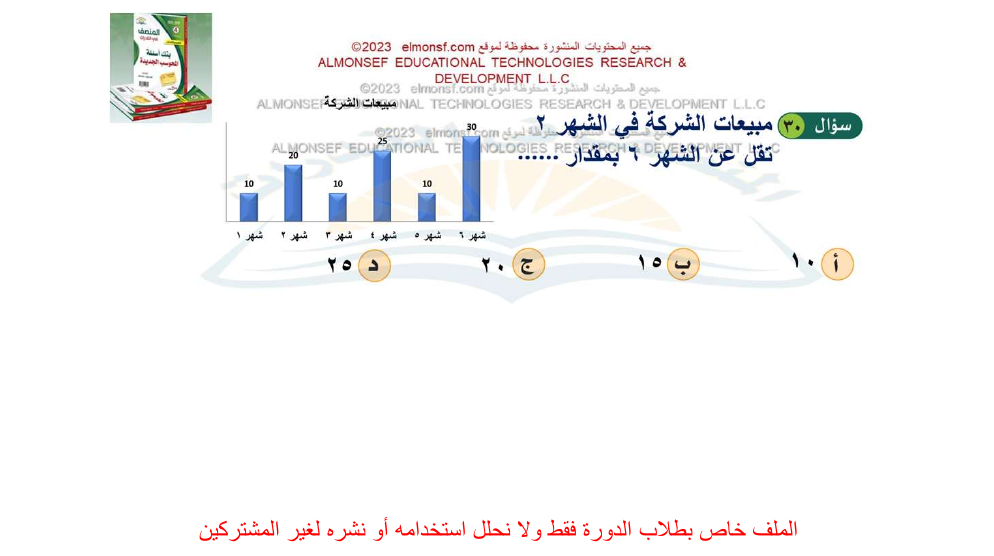 المنصف
جميع المحتويات المنشورة محفوظة لموقع elmonsf.com ©2023
ALMONSEF EDUCATIONAL TECHNOLOGIES RESEARCH &
DEVELOPMENT L.L.C
جميع المحتويات المنشورة محفوظة لموقع elmonsf.com ©2023
ALMONSEF EDUCATIONAL TECHNOLOGIES RESEARCH & DEVELOPMENT L.L.C
سؤال ٣٠ مبيعات الشركة في الشهر ٢
تقل عن الشهر ٦ بمقدار ......
جميع المحتويات المنشورة محفوظة لموقع elmonsf.com ©2023
ALMONSEF EDUCATIONAL TECHNOLOGIES RESEARCH & DEVELOPMENT L.L.C
مبيعات الشركة
10 20 10 25 10 30
شهر ١ شهر ٢ شهر ٣ شهر ٤ شهر ٥ شهر ٦
أ ١٠ ب ١٥ ج ٢٠ د ٢٥
الملف خاص بطلاب الدورة فقط ولا نحلل استخدامه أو نشره لغير المشتركين